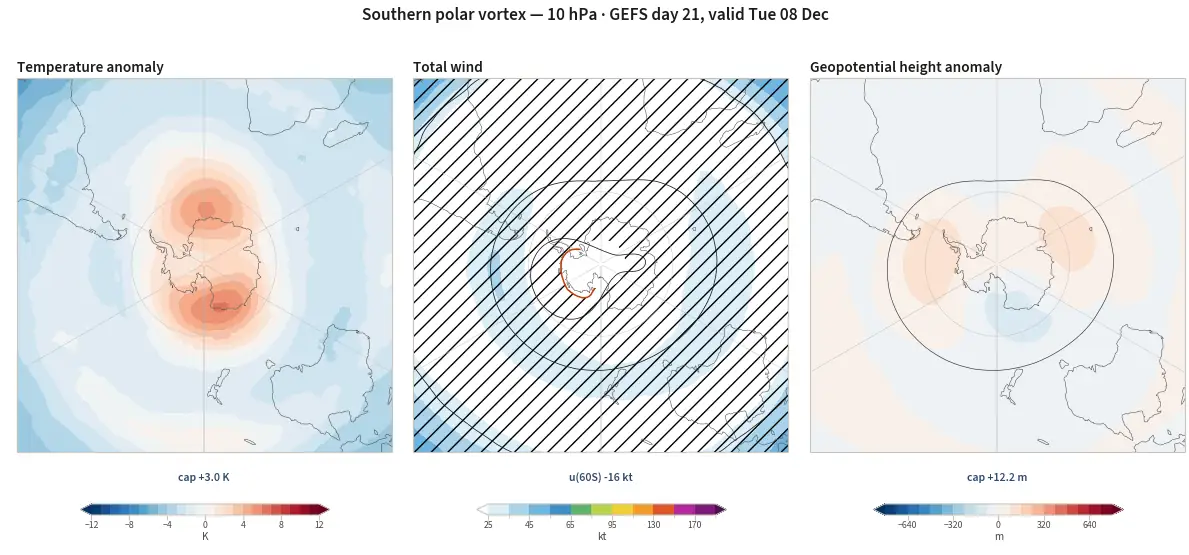 Southern polar vortex — 10 hPa · GEFS day 21, valid Tue 08 Dec
Temperature anomaly
Total wind
Geopotential height anomaly
cap +3.0 K
u(60S) -16 kt
cap +12.2 m
−12 −8 −4 0 4 8 12
K
25 45 65 95 130 170
kt
−640 −320 0 320 640
m